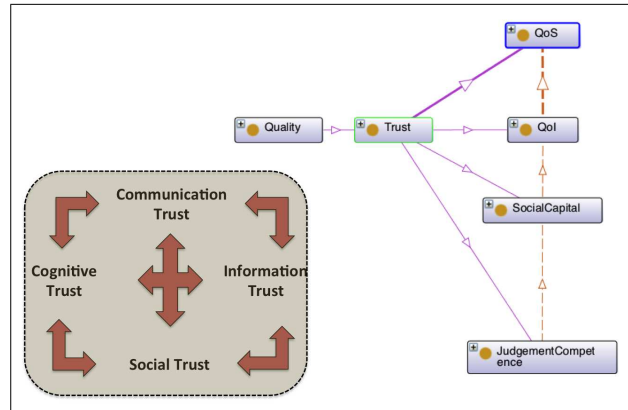 QoS
Quality
Trust
QoI
SocialCapital
JudgementCompet
ence
Communication
Trust
Cognitive
Trust
Information
Trust
Social Trust